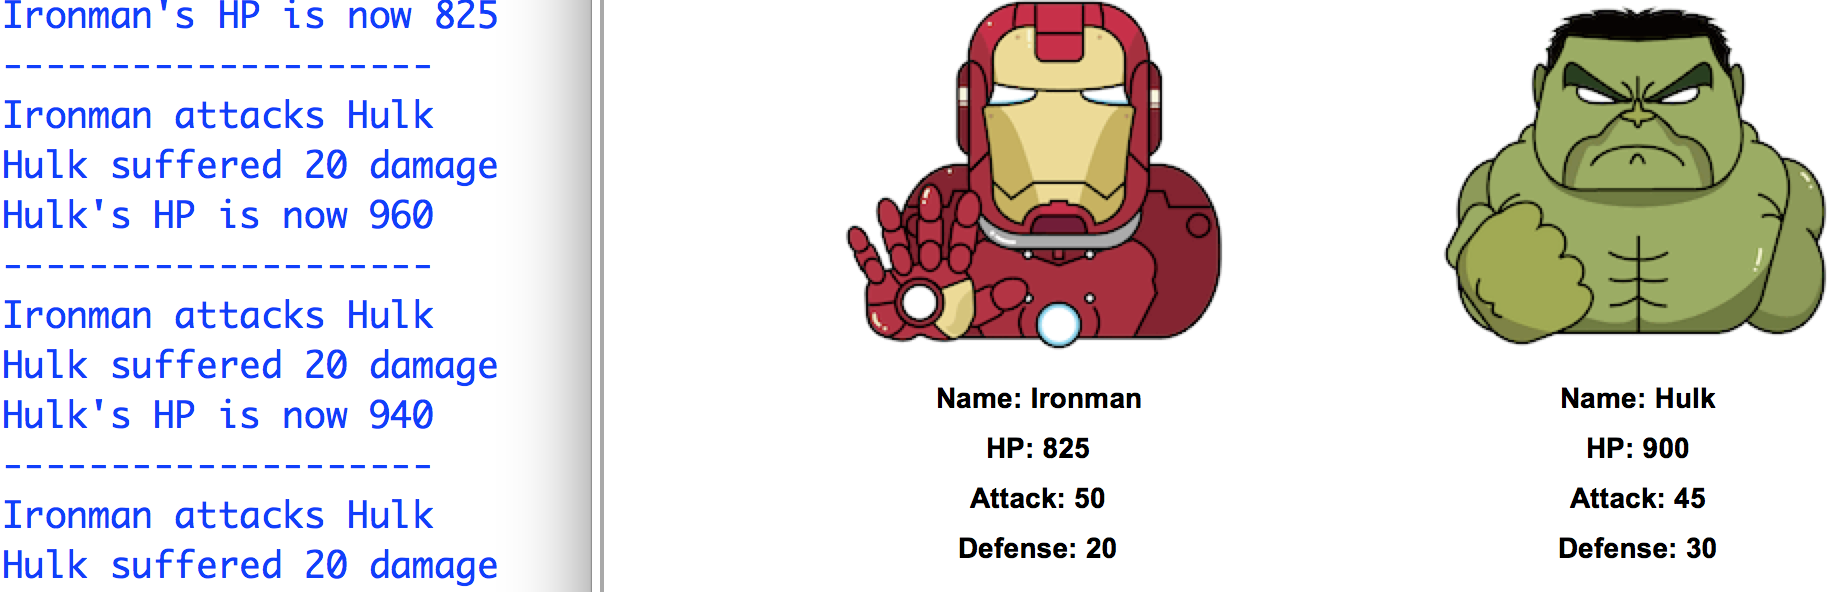 Ironman's HP is now 825
--------------------
Ironman attacks Hulk
Hulk suffered 20 damage
Hulk's HP is now 960
--------------------
Ironman attacks Hulk
Hulk suffered 20 damage
Hulk's HP is now 940
--------------------
Ironman attacks Hulk
Hulk suffered 20 damage
Name: Ironman
HP: 825
Attack: 50
Defense: 20
Name: Hulk
HP: 900
Attack: 45
Defense: 30